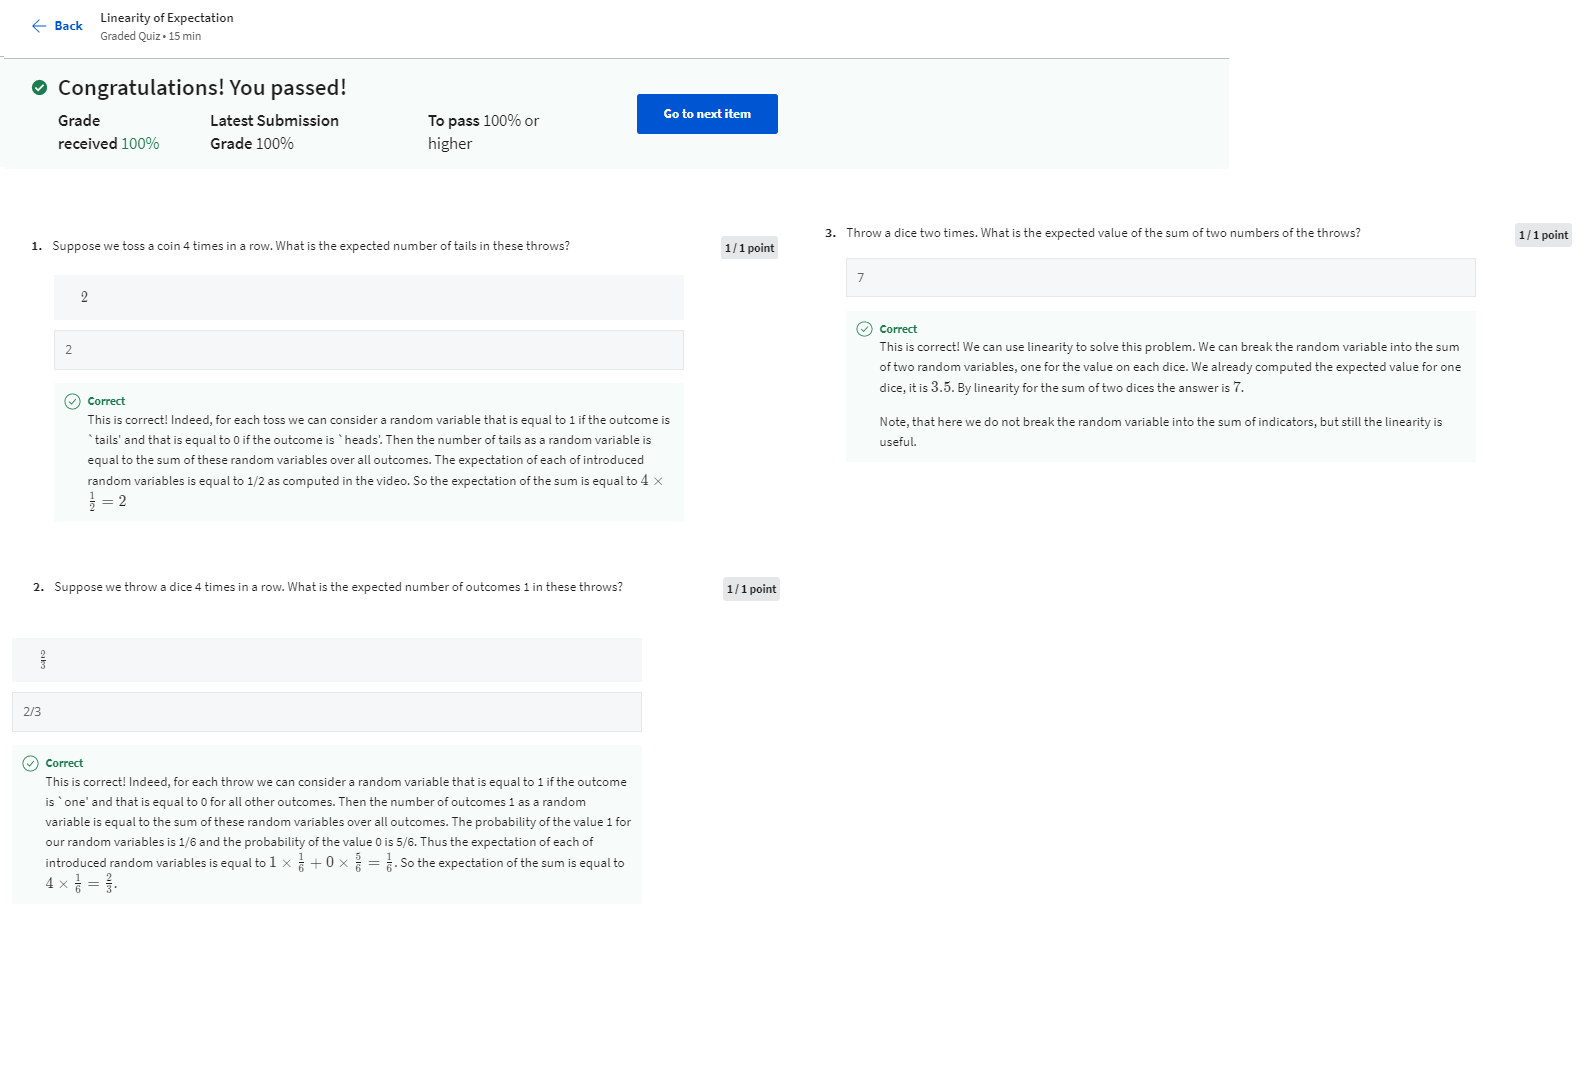 Back
Linearity of Expectation
Graded Quiz • 15 min
Congratulations! You passed!
Grade
received 100%
Latest Submission
Grade 100%
To pass 100% or
higher
Go to next item
1. Suppose we toss a coin 4 times in a row. What is the expected number of tails in these throws?
1 / 1 point
2
2
Correct
This is correct! Indeed, for each toss we can consider a random variable that is equal to 1 if the outcome is
`tails' and that is equal to 0 if the outcome is `heads'. Then the number of tails as a random variable is
equal to the sum of these random variables over all outcomes. The expectation of each of introduced
random variables is equal to 1/2 as computed in the video. So the expectation of the sum is equal to 4 ×
1/2 = 2
2. Suppose we throw a dice 4 times in a row. What is the expected number of outcomes 1 in these throws?
1 / 1 point
2/3
2/3
Correct
This is correct! Indeed, for each throw we can consider a random variable that is equal to 1 if the outcome
is `one' and that is equal to 0 for all other outcomes. Then the number of outcomes 1 as a random
variable is equal to the sum of these random variables over all outcomes. The probability of the value 1 for
our random variables is 1/6 and the probability of the value 0 is 5/6. Thus the expectation of each of
introduced random variables is equal to 1 × 1/6 + 0 × 5/6 = 1/6. So the expectation of the sum is equal to
4 × 1/6 = 2/3.
3. Throw a dice two times. What is the expected value of the sum of two numbers of the throws?
1 / 1 point
7
Correct
This is correct! We can use linearity to solve this problem. We can break the random variable into the sum
of two random variables, one for the value on each dice. We already computed the expected value for one
dice, it is 3.5. By linearity for the sum of two dices the answer is 7.
Note, that here we do not break the random variable into the sum of indicators, but still the linearity is
useful.